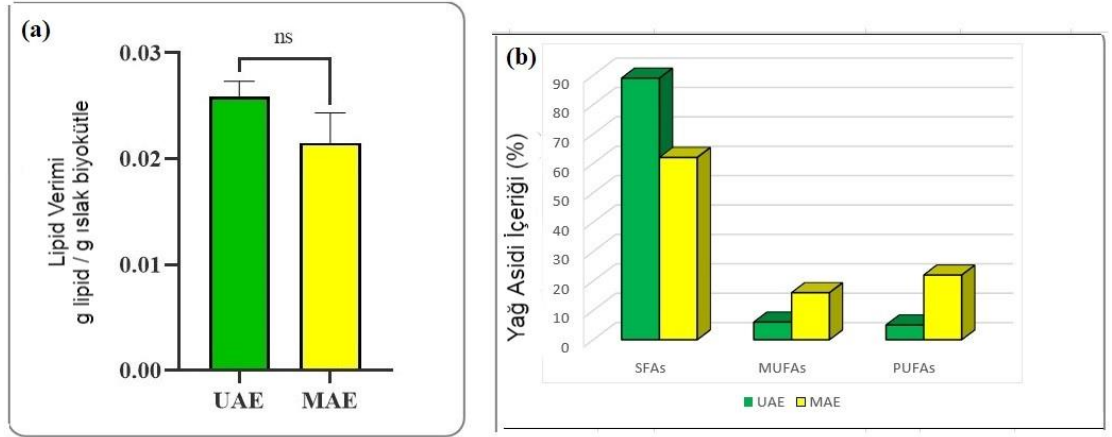 (a)
ns
0.03
0.02
0.01
0.00
Lipid Verimi
g lipid / g ıslak biyokütle
UAE MAE
(b)
90
80
70
60
50
40
30
20
10
0
Yağ Asidi İçeriği (%)
SFAs MUFAs PUFAs
UAE MAE